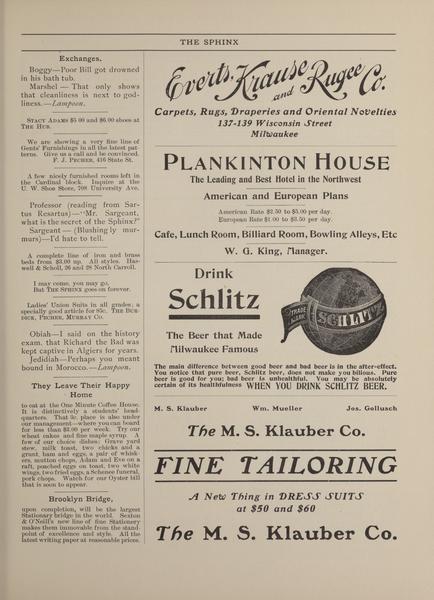 THE SPHINX
Exchanges.
Boggy—Poor Bill got drowned
in his bath tub.
Marshel — That only shows
that cleanliness is next to god-
liness.—Lampoon.
STACY ADAMS $5.00 and $6.00 shoes at
THE HUB.
We are showing a very fine line of
Gents' Furnishings in all the latest pat-
terns. Give us a call and be convinced.
F. J. PECHER, 416 State St.
A few nicely furnished rooms left in
the Cardinal block. Inquire at the
U. W. Shoe Store, 708 University Ave.
Professor (reading from Sar-
tus Resartus)—"Mr. Sargeant,
what is the secret of the Sphinx?"
Sargeant — (Blushingly mur-
murs)—I'd hate to tell.
A complete line of iron and brass
beds from $3.00 up. All styles. Has-
well & Scholl, 26 and 28 North Carroll.
I may come, you may go,
But THE SPHINX goes on forever.
Ladies' Union Suits in all grades; a
specially good article for 85c. THE BUR-
DICK, PECHER, MURRAY CO.
Obiah—I said on the history
exam. that Richard the Bad was
kept captive in Algiers for years.
Jedidiah—Perhaps you meant
bound in Morocco.—Lampoon.
They Leave Their Happy
Home
to eat at the One Minute Coffee House.
It is distinctively a students' head-
quarters. That 3c. place is also under
our management—where you can board
for less than $3.00 per week. Try our
wheat cakes and fine maple syrup. A
few of our choice dishes: Grave yard
stew, milk toast, two chicks and a
grant, ham and eggs, a pair of whisk-
ers, mutton chops, Adam and Eve on a
raft, poached eggs on toast, two white
wings, two fried eggs, a Schenee funeral,
pork chops. Watch for our Oyster bill
that is soon to appear.
Brooklyn Bridge,
upon completion, will be the largest
Stationary bridge in the world. Sexton
& O'Neill's new line of fine Stationery
makes them immovable from the stand-
point of excellence and style. All the
latest writing paper at reasonable prices.
Everts, Krause and Rugee Co.
Carpets, Rugs, Draperies and Oriental Novelties
137-139 Wisconsin Street
Milwaukee
PLANKINTON HOUSE
The Leading and Best Hotel in the Northwest
American and European Plans
American Rate $2.50 to $5.00 per day.
European Rate $1.00 to $3.50 per day.
Cafe, Lunch Room, Billiard Room, Bowling Alleys, Etc
W. G. King, Manager.
Drink
Schlitz
The Beer that Made
Milwaukee Famous
TRADE MARK
SCHLITZ
The main difference between good beer and bad beer is in the after-effect.
You notice that pure beer, Schlitz beer, does not make you bilious. Pure
beer is good for you; bad beer is unhealthful. You may be absolutely
certain of its healthfulness WHEN YOU DRINK SCHLITZ BEER.
M. S. Klauber Wm. Mueller Jos. Gollusch
The M. S. Klauber Co.
FINE TAILORING
A New Thing in DRESS SUITS
at $50 and $60
The M. S. Klauber Co.